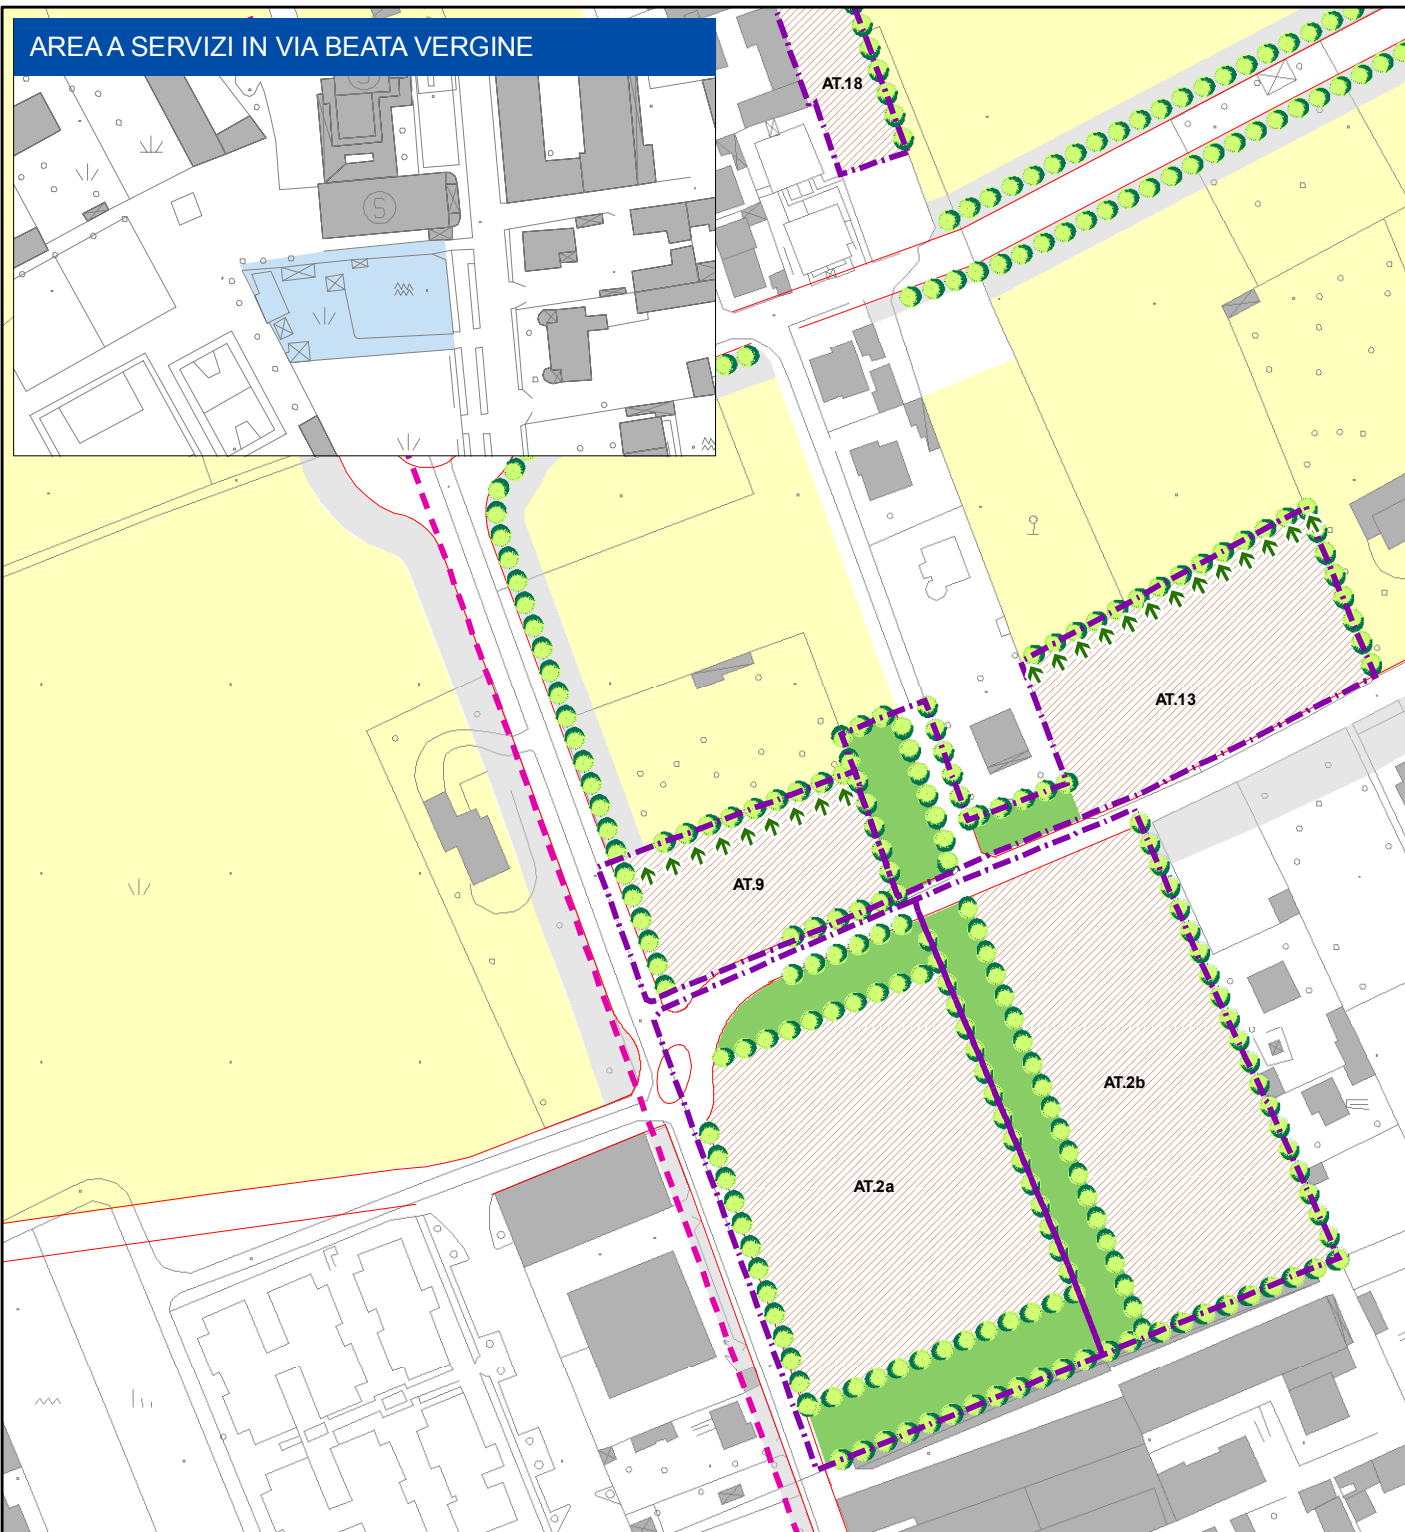 AREA A SERVIZI IN VIA BEATA VERGINE
AT.18
S
S
AT.13
AT.9
AT.2b
AT.2a